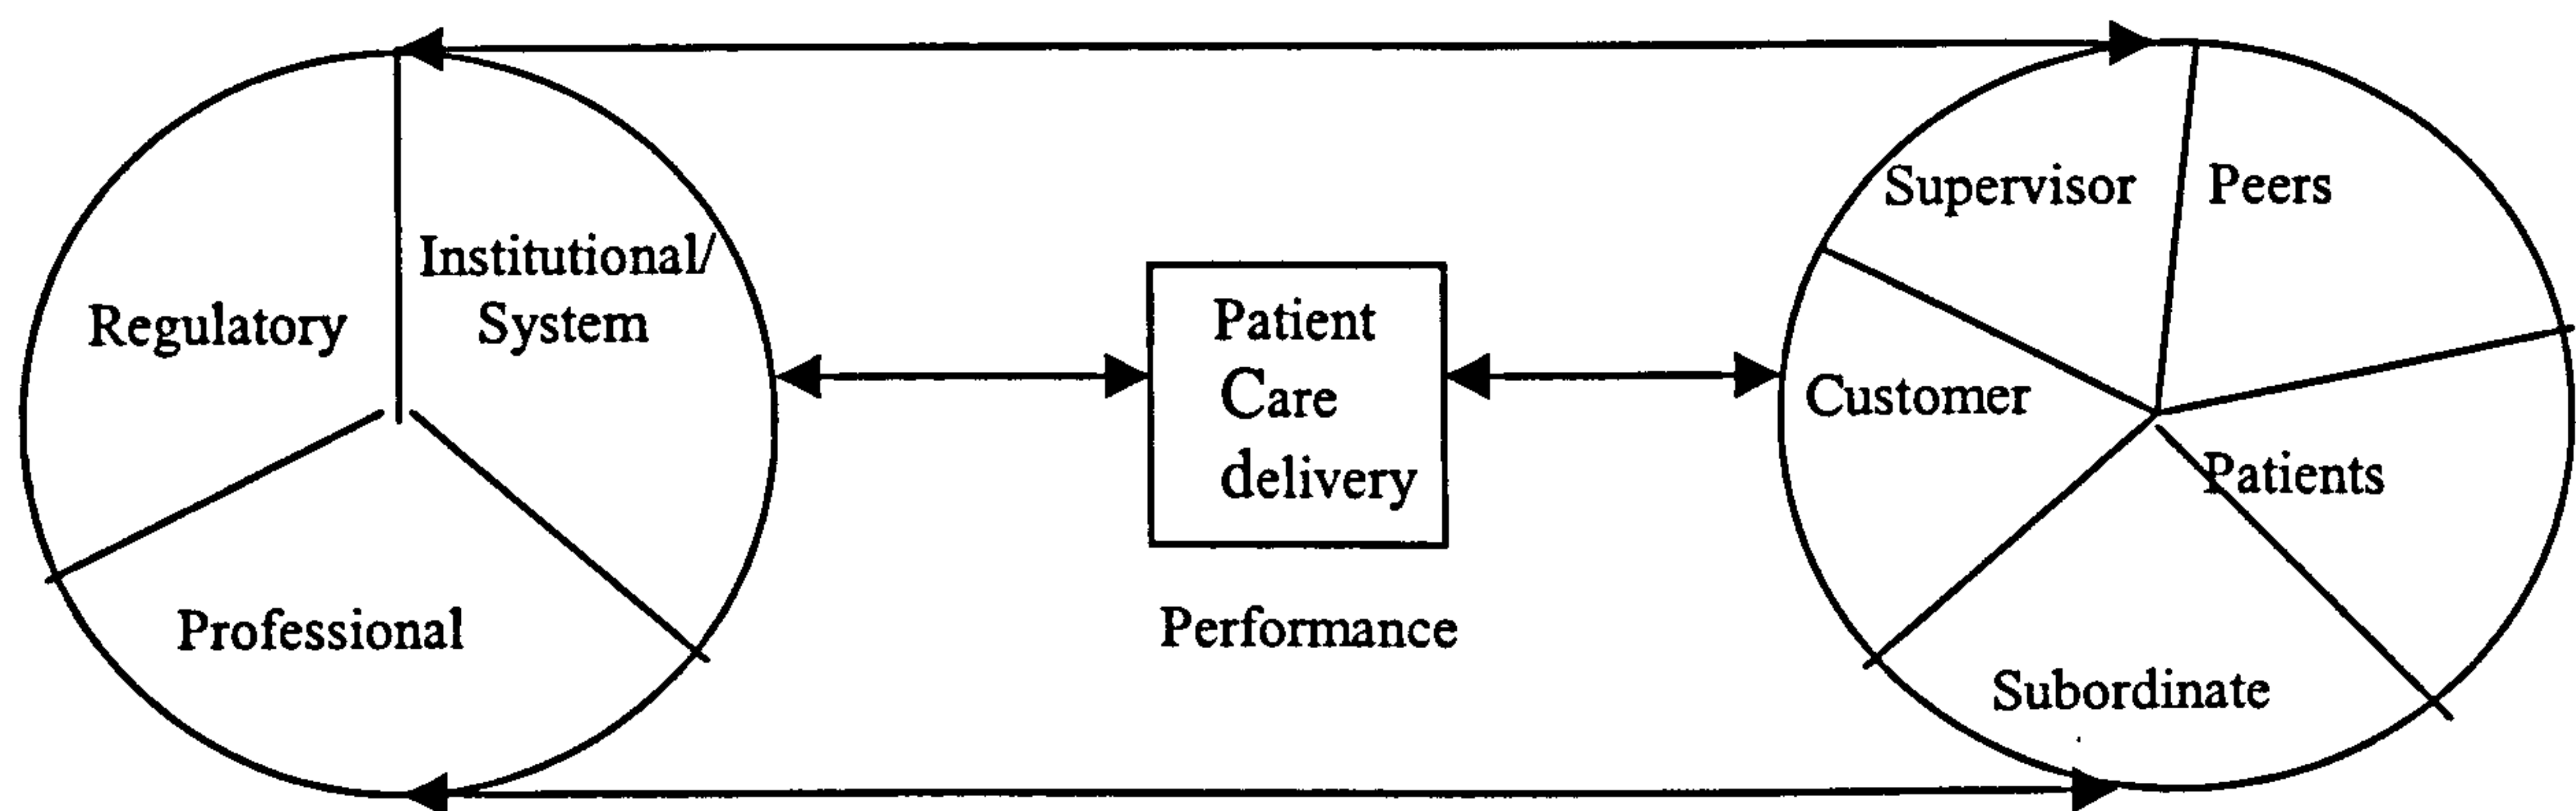 Regulatory
Institutional/
System
Professional
Patient
Care
delivery
Performance
Supervisor
Peers
Customer
Patients
Subordinate